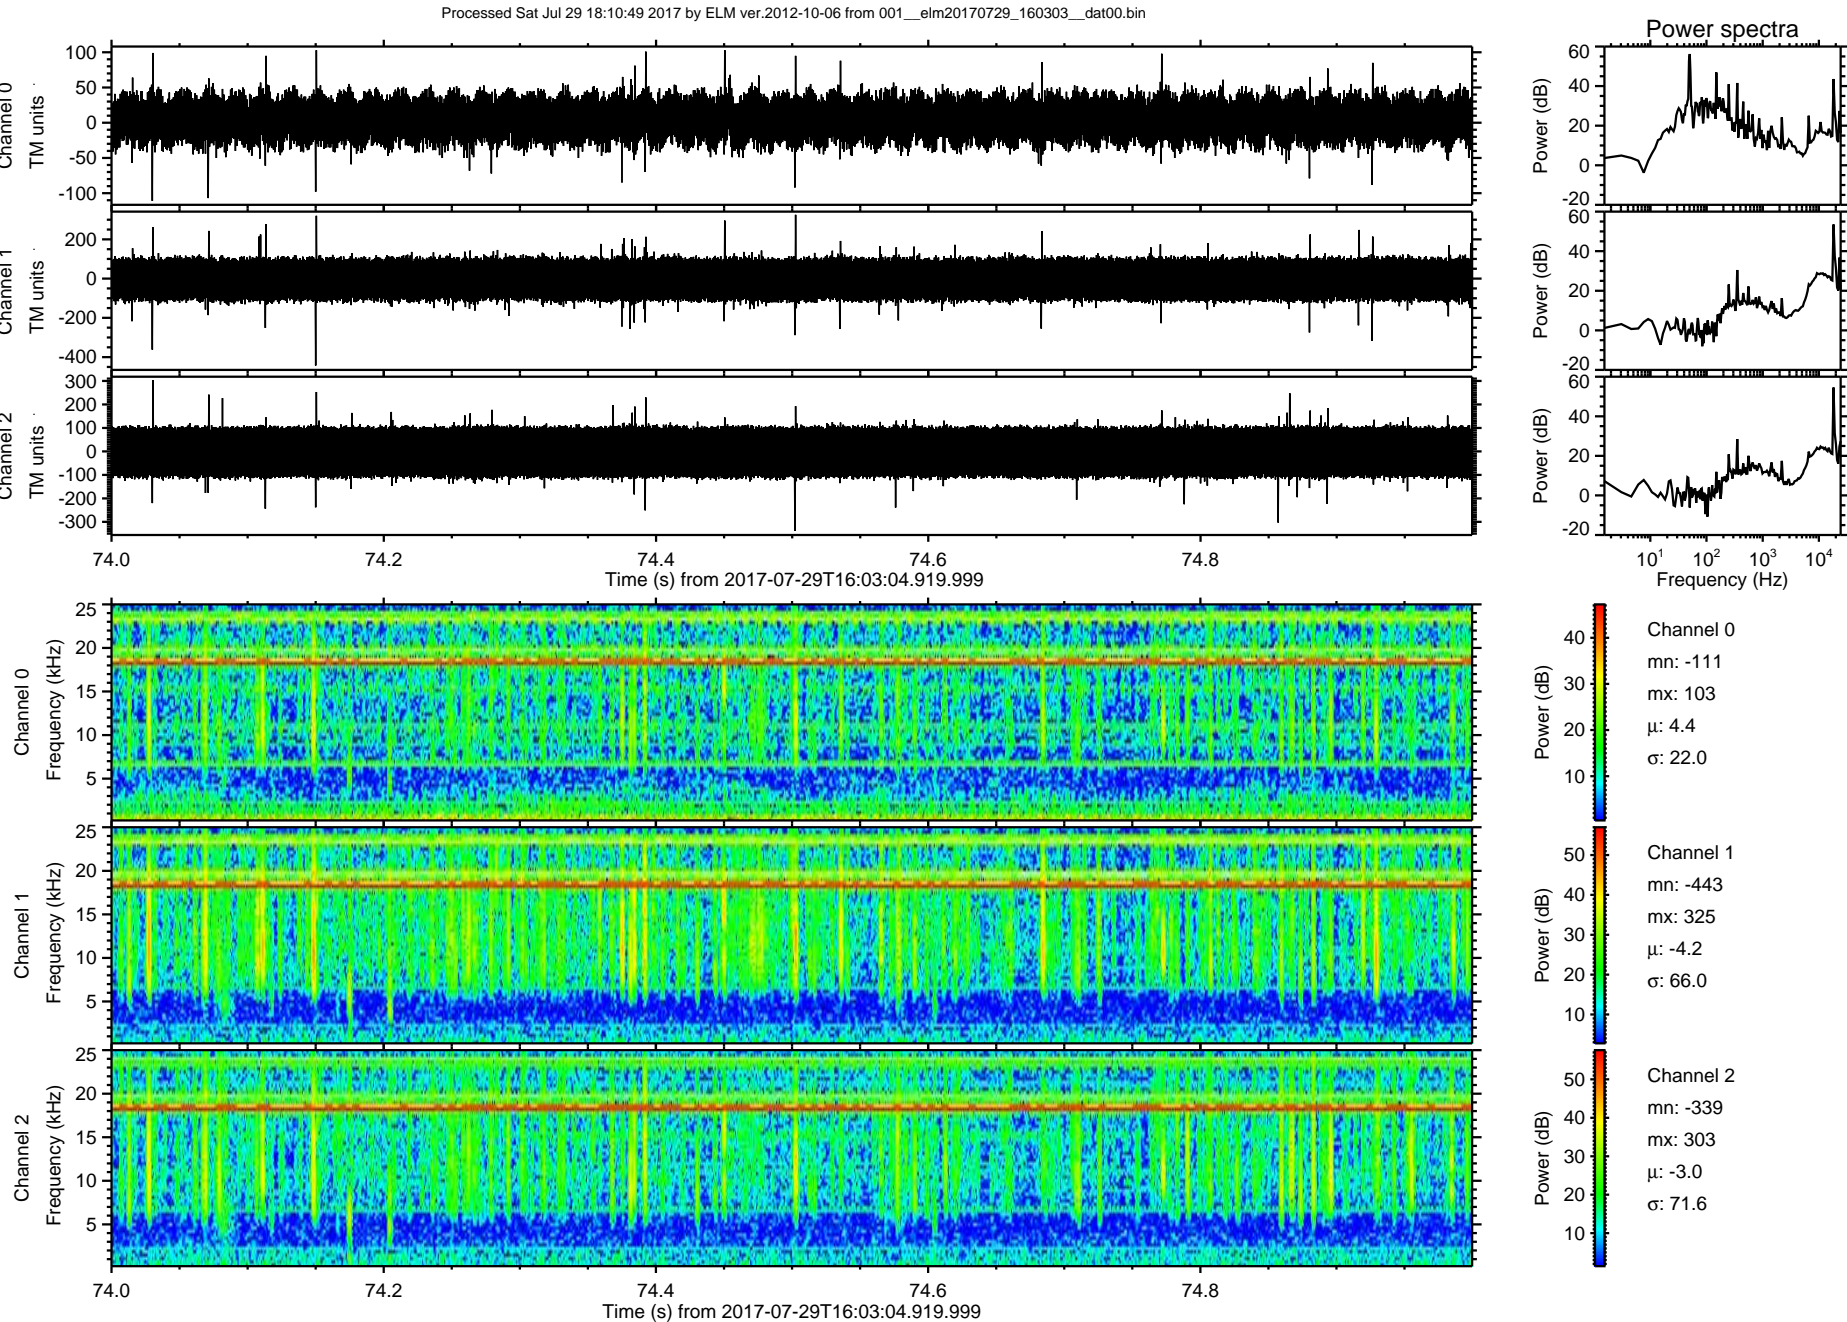 Processed Sat Jul 29 18:10:49 2017 by ELM ver.2012-10-06 from 001__elm20170729_160303__dat00.bin
Power spectra
Channel 0
TM units
100
50
0
-50
-100
Power (dB)
60
40
20
0
-20
Channel 1
TM units
200
0
-200
-400
Power (dB)
60
40
20
0
-20
Channel 2
TM units
300
200
100
0
-100
-200
-300
Power (dB)
60
40
20
0
-20
74.0 74.2 74.4 74.6 74.8
Time (s) from 2017-07-29T16:03:04.919.999
10^1 10^2 10^3 10^4
Frequency (Hz)
Channel 0
Frequency (kHz)
25
20
15
10
5
Power (dB)
40
30
20
10
Channel 0
mn: -111
mx: 103
μ: 4.4
σ: 22.0
Channel 1
Frequency (kHz)
25
20
15
10
5
Power (dB)
50
40
30
20
10
Channel 1
mn: -443
mx: 325
μ: -4.2
σ: 66.0
Channel 2
Frequency (kHz)
25
20
15
10
5
Power (dB)
50
40
30
20
10
Channel 2
mn: -339
mx: 303
μ: -3.0
σ: 71.6
74.0 74.2 74.4 74.6 74.8
Time (s) from 2017-07-29T16:03:04.919.999